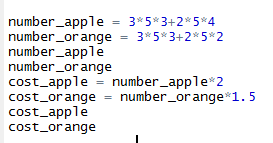 number_apple = 3*5*3+2*5*4
number_orange = 3*5*3+2*5*2
number_apple
number_orange
cost_apple = number_apple*2
cost_orange = number_orange*1.5
cost_apple
cost_orange